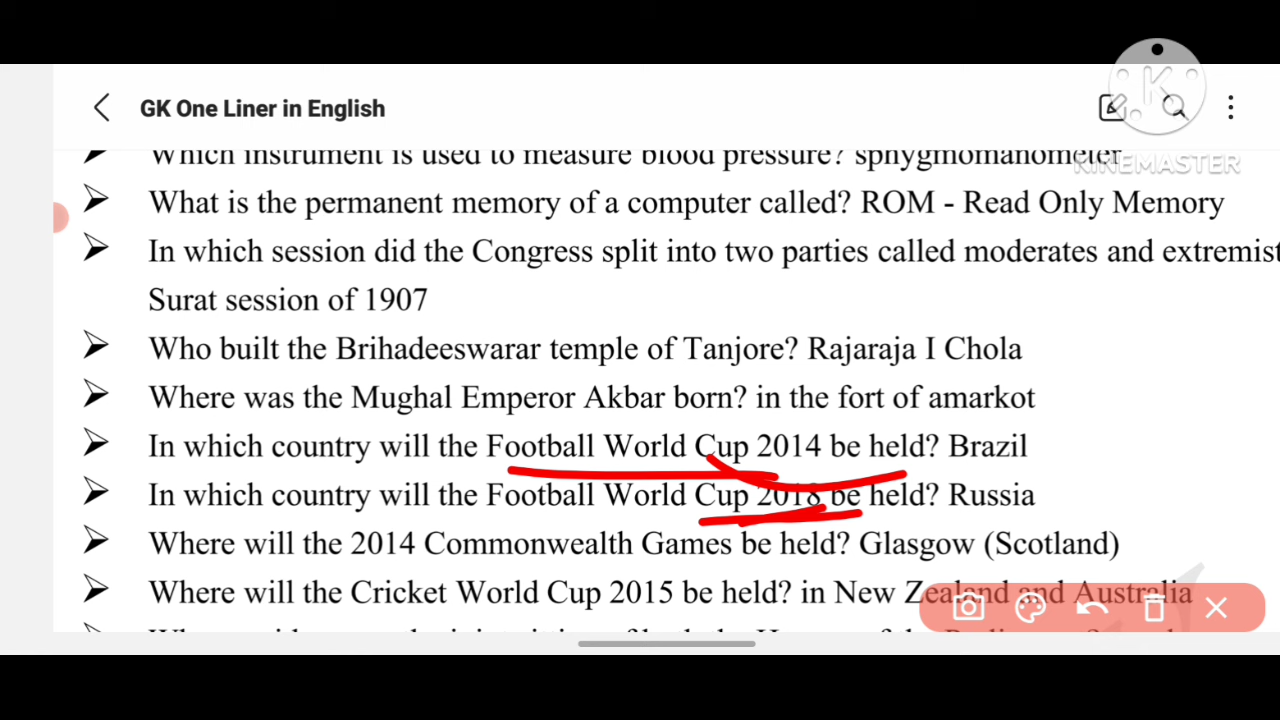 GK One Liner in English
KINEMASTER
➢ Which instrument is used to measure blood pressure? sphygmomanometer
➢ What is the permanent memory of a computer called? ROM - Read Only Memory
➢ In which session did the Congress split into two parties called moderates and extremist
Surat session of 1907
➢ Who built the Brihadeeswarar temple of Tanjore? Rajaraja I Chola
➢ Where was the Mughal Emperor Akbar born? in the fort of amarkot
➢ In which country will the Football World Cup 2014 be held? Brazil
➢ In which country will the Football World Cup 2018 be held? Russia
➢ Where will the 2014 Commonwealth Games be held? Glasgow (Scotland)
➢ Where will the Cricket World Cup 2015 be held? in New Zealand and Australia